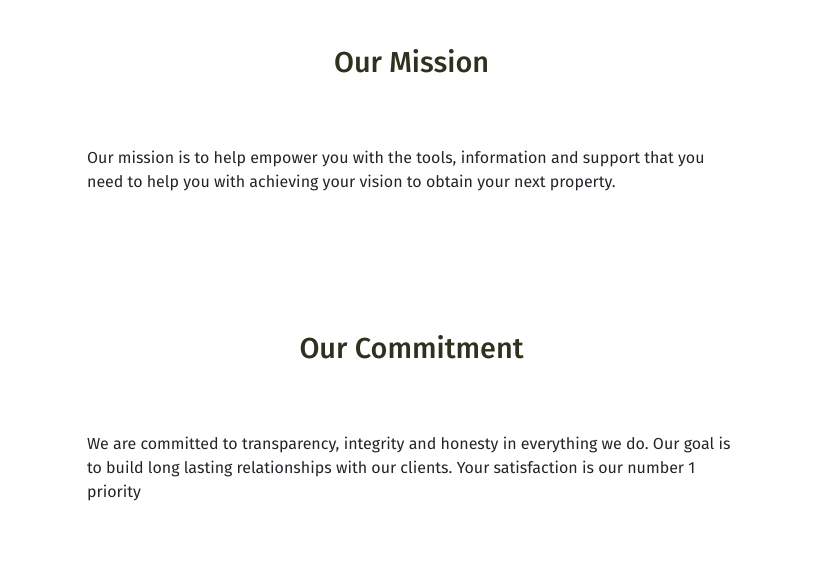 Our Mission
Our mission is to help empower you with the tools, information and support that you
need to help you with achieving your vision to obtain your next property.
Our Commitment
We are committed to transparency, integrity and honesty in everything we do. Our goal is
to build long lasting relationships with our clients. Your satisfaction is our number 1
priority